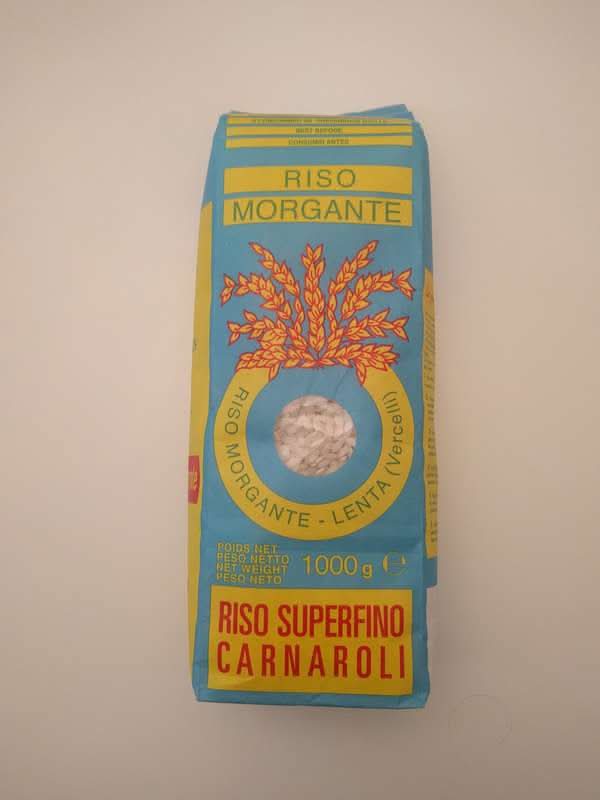 BEST BEFORE
CONSUMIR ANTES
RISO
MORGANTE
RISO MORGANTE - LENTA (Vercelli)
POIDS NET
PESO NETTO
NET WEIGHT
PESO NETO
1000 g ℮
RISO SUPERFINO
CARNAROLI